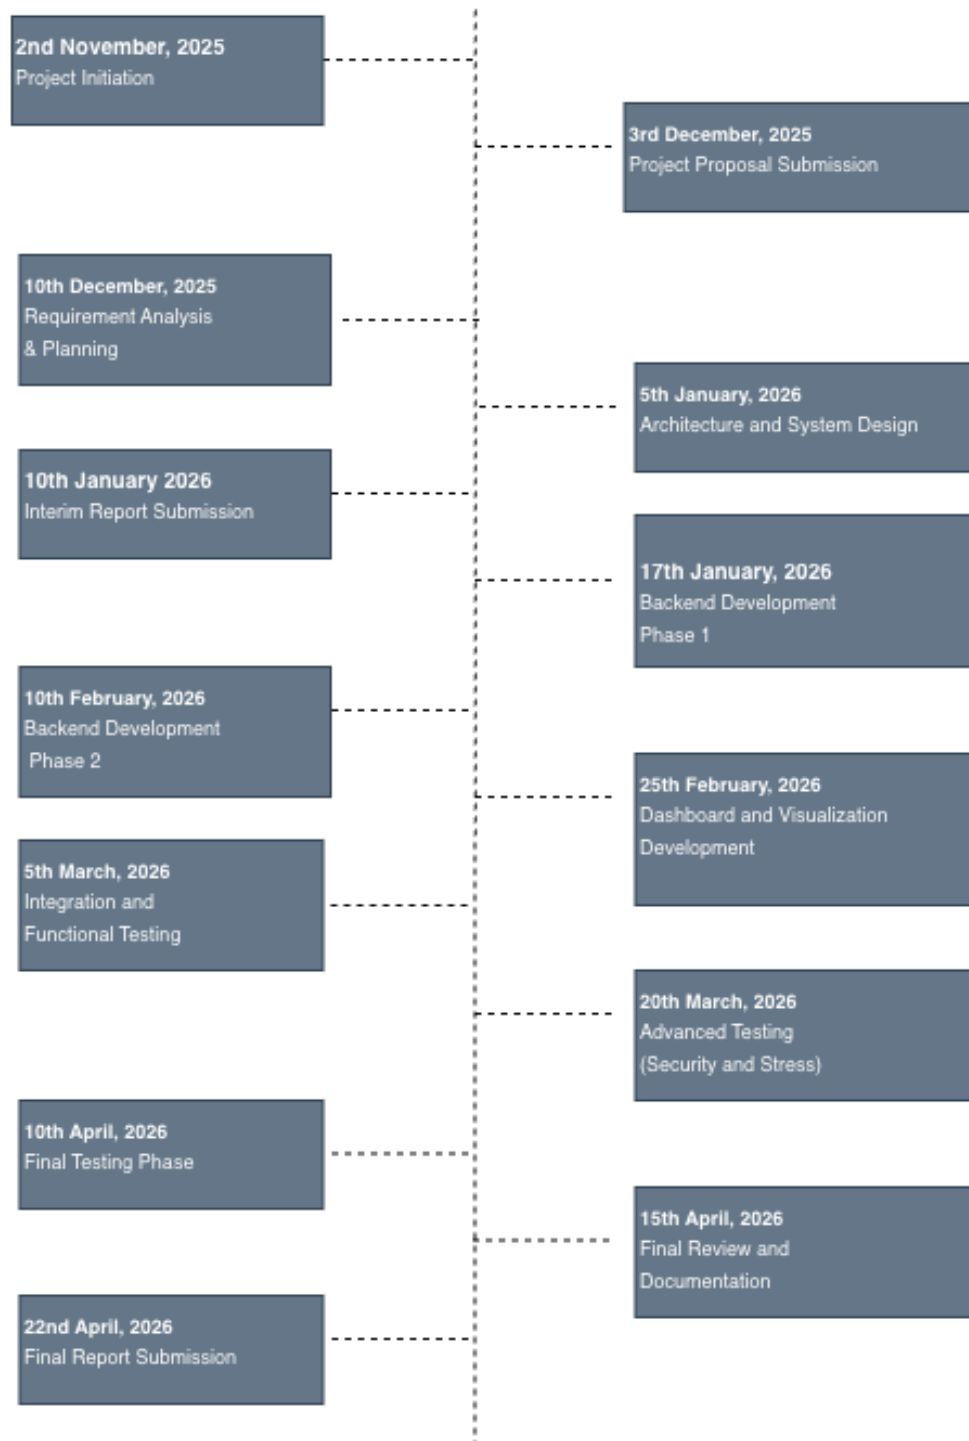 2nd November, 2025
Project Initiation
3rd December, 2025
Project Proposal Submission
10th December, 2025
Requirement Analysis
& Planning
5th January, 2026
Architecture and System Design
10th January 2026
Interim Report Submission
17th January, 2026
Backend Development
Phase 1
10th February, 2026
Backend Development
Phase 2
25th February, 2026
Dashboard and Visualization
Development
5th March, 2026
Integration and
Functional Testing
20th March, 2026
Advanced Testing
(Security and Stress)
10th April, 2026
Final Testing Phase
15th April, 2026
Final Review and
Documentation
22nd April, 2026
Final Report Submission